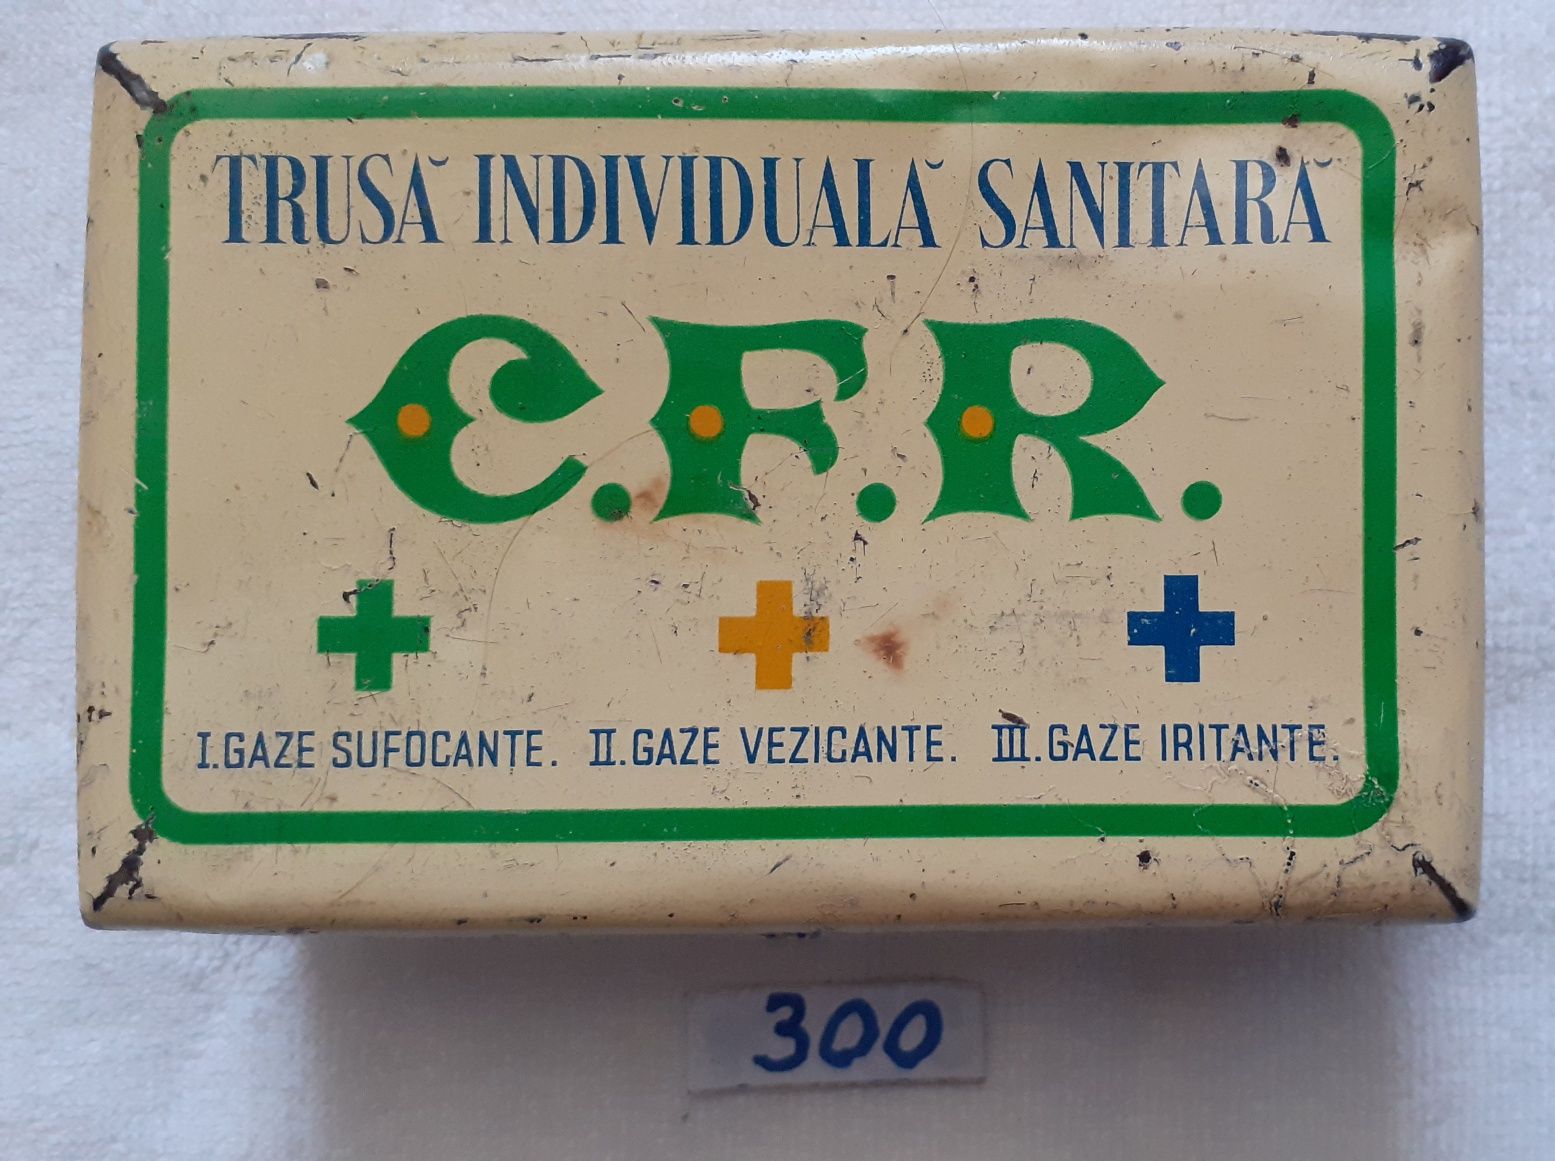 TRUSĂ INDIVIDUALĂ SANITARĂ
C.F.R.
I. GAZE SUFOCANTE. II. GAZE VEZICANTE. III. GAZE IRITANTE.
300